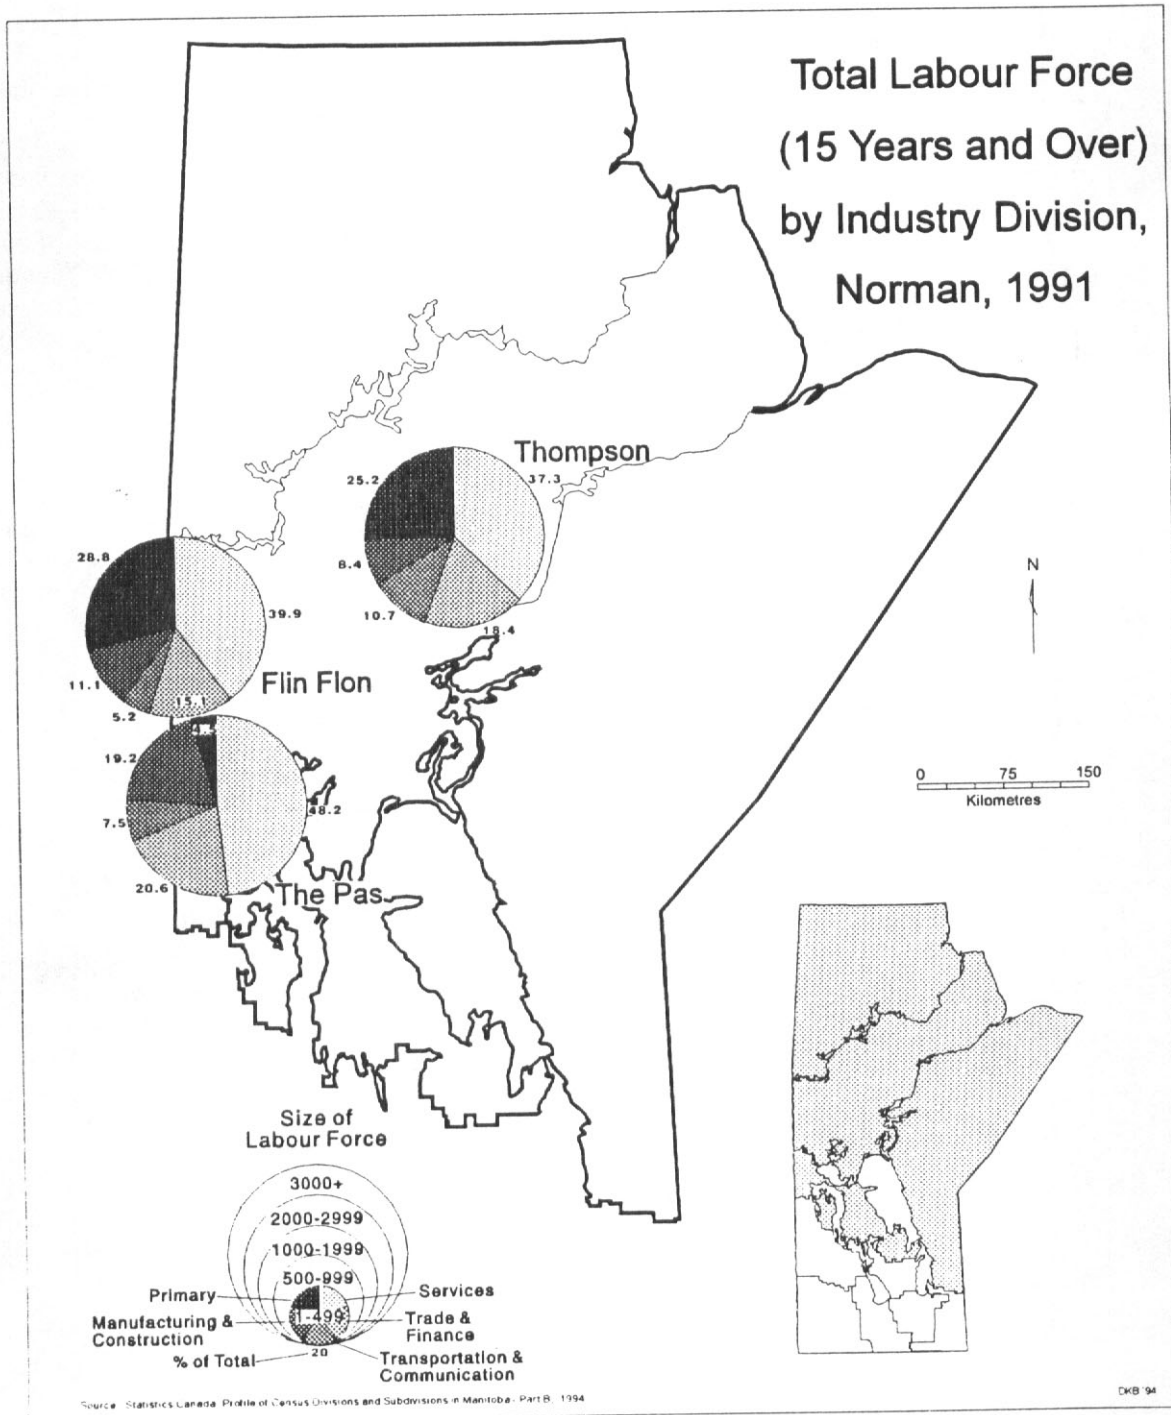 Total Labour Force
(15 Years and Over)
by Industry Division,
Norman, 1991
Thompson
25.2
37.3
8.4
10.7
18.4
28.8
39.9
11.1
5.2
15.1
Flin Flon
19.2
48.2
7.5
20.6
The Pas
N
0 75 150
Kilometres
Size of
Labour Force
3000+
2000-2999
1000-1999
500-999
1-499
Primary
Manufacturing &
Construction
% of Total
20
Services
Trade &
Finance
Transportation &
Communication
Source: Statistics Canada, Profile of Census Divisions and Subdivisions in Manitoba - Part B, 1994
DKB '94